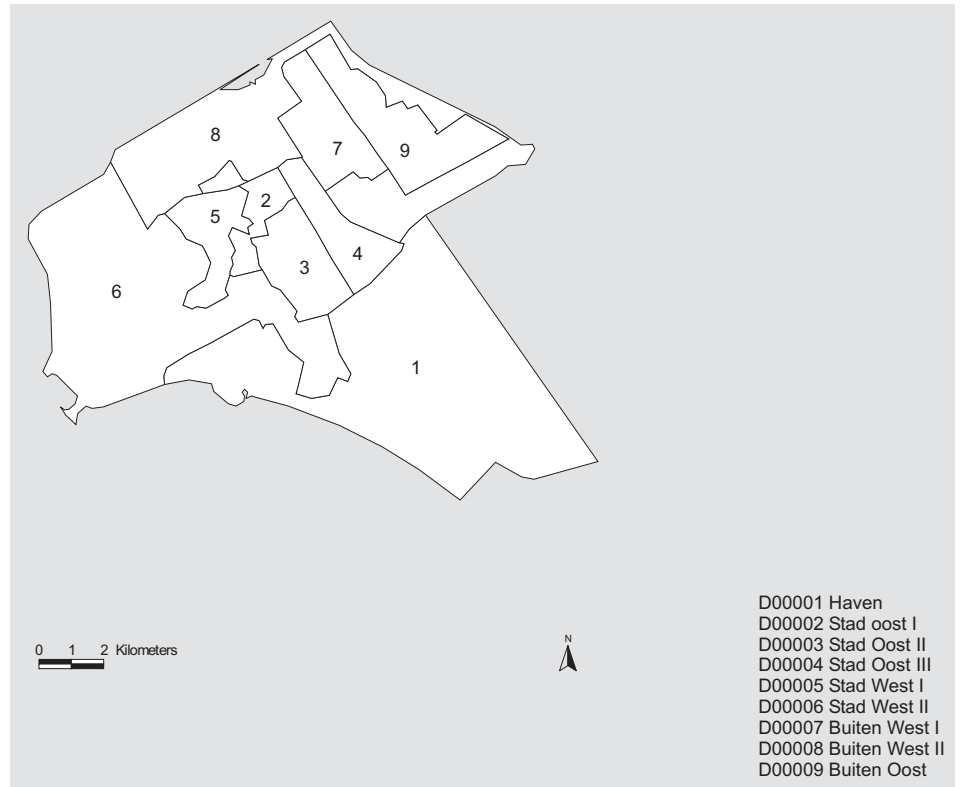 8
7
9
2
5
4
3
6
1
0 1 2 Kilometers
N
D00001 Haven
D00002 Stad oost I
D00003 Stad Oost II
D00004 Stad Oost III
D00005 Stad West I
D00006 Stad West II
D00007 Buiten West I
D00008 Buiten West II
D00009 Buiten Oost